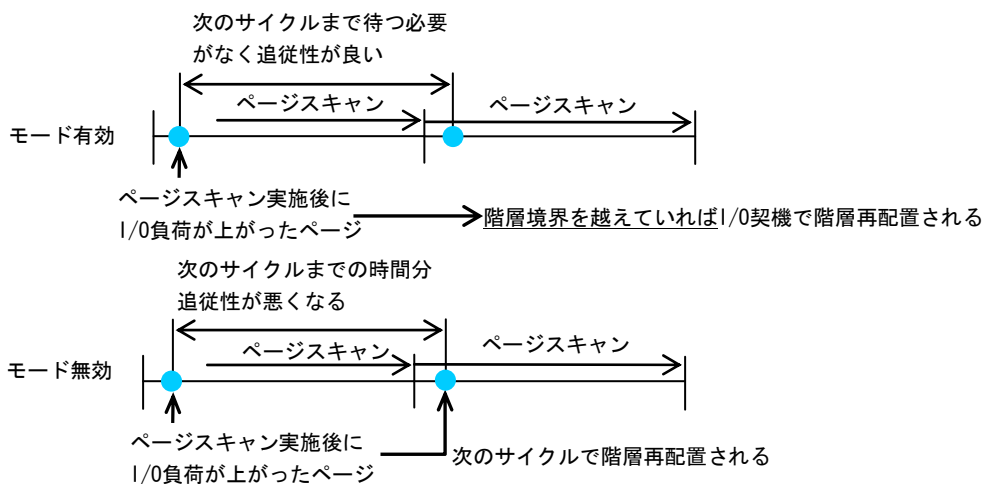 次のサイクルまで待つ必要
がなく追従性が良い
ページスキャン
ページスキャン
モード有効
ページスキャン実施後に
I/O負荷が上がったページ
階層境界を越えていればI/O契機で階層再配置される
次のサイクルまでの時間分
追従性が悪くなる
ページスキャン
ページスキャン
モード無効
ページスキャン実施後に
I/O負荷が上がったページ
次のサイクルで階層再配置される